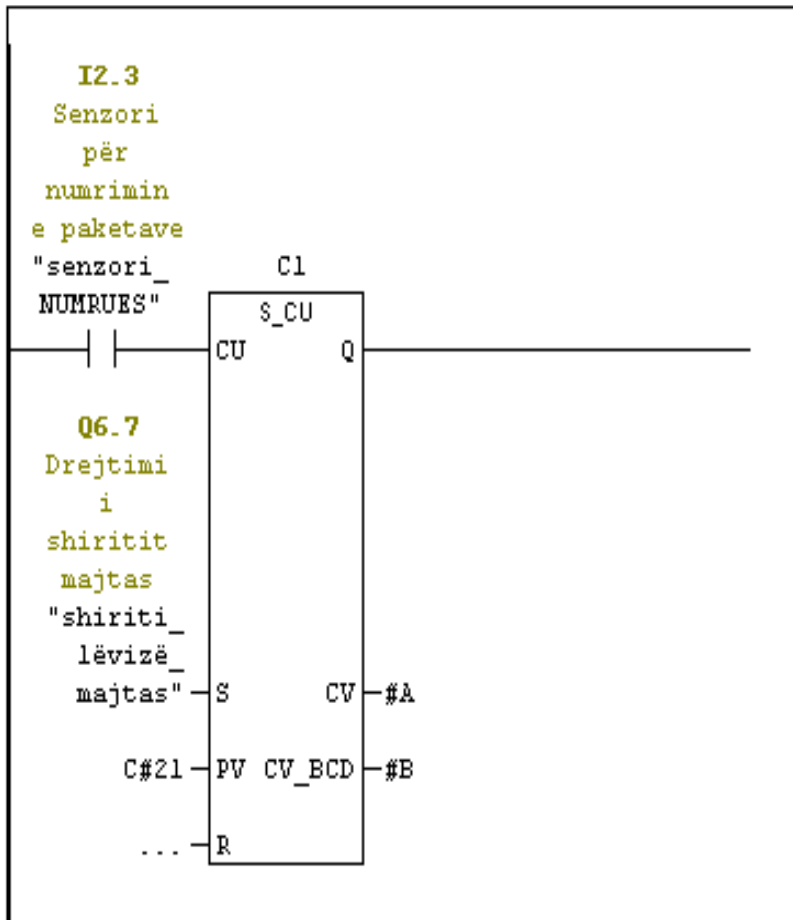 I2.3
Senzori
për
numrimin
e paketave
"senzori_
NUMRUES"
C1
S_CU
CU
Q
Q6.7
Drejtimi
i
shiritit
majtas
"shiriti_
lëvizë_
majtas"
S
CV
#A
C#21
PV
CV_BCD
#B
...
R